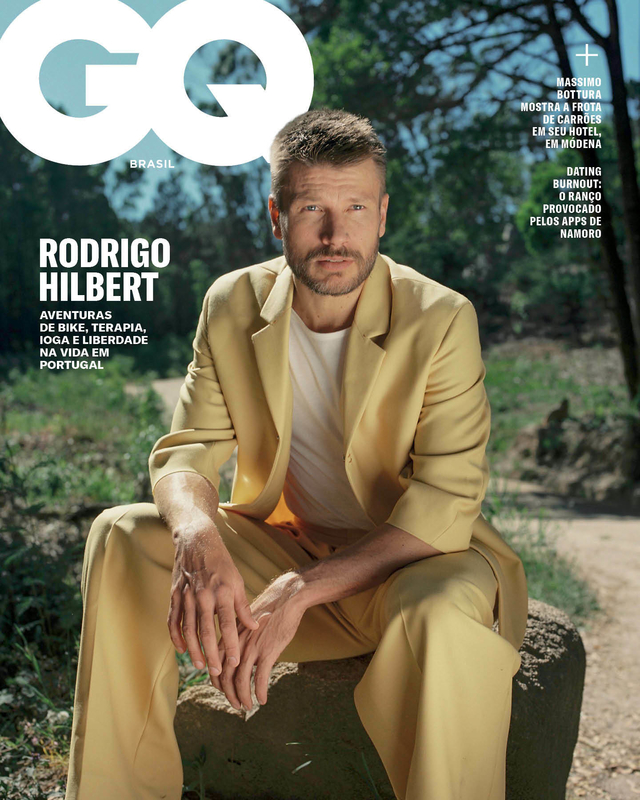 GQ
BRASIL
RODRIGO
HILBERT
AVENTURAS
DE BIKE, TERAPIA,
IOGA E LIBERDADE
NA VIDA EM
PORTUGAL
+
MASSIMO
BOTTURA
MOSTRA A FROTA
DE CARRÕES
EM SEU HOTEL,
EM MÓDENA
DATING
BURNOUT:
O RANÇO
PROVOCADO
PELOS APPS DE
NAMORO